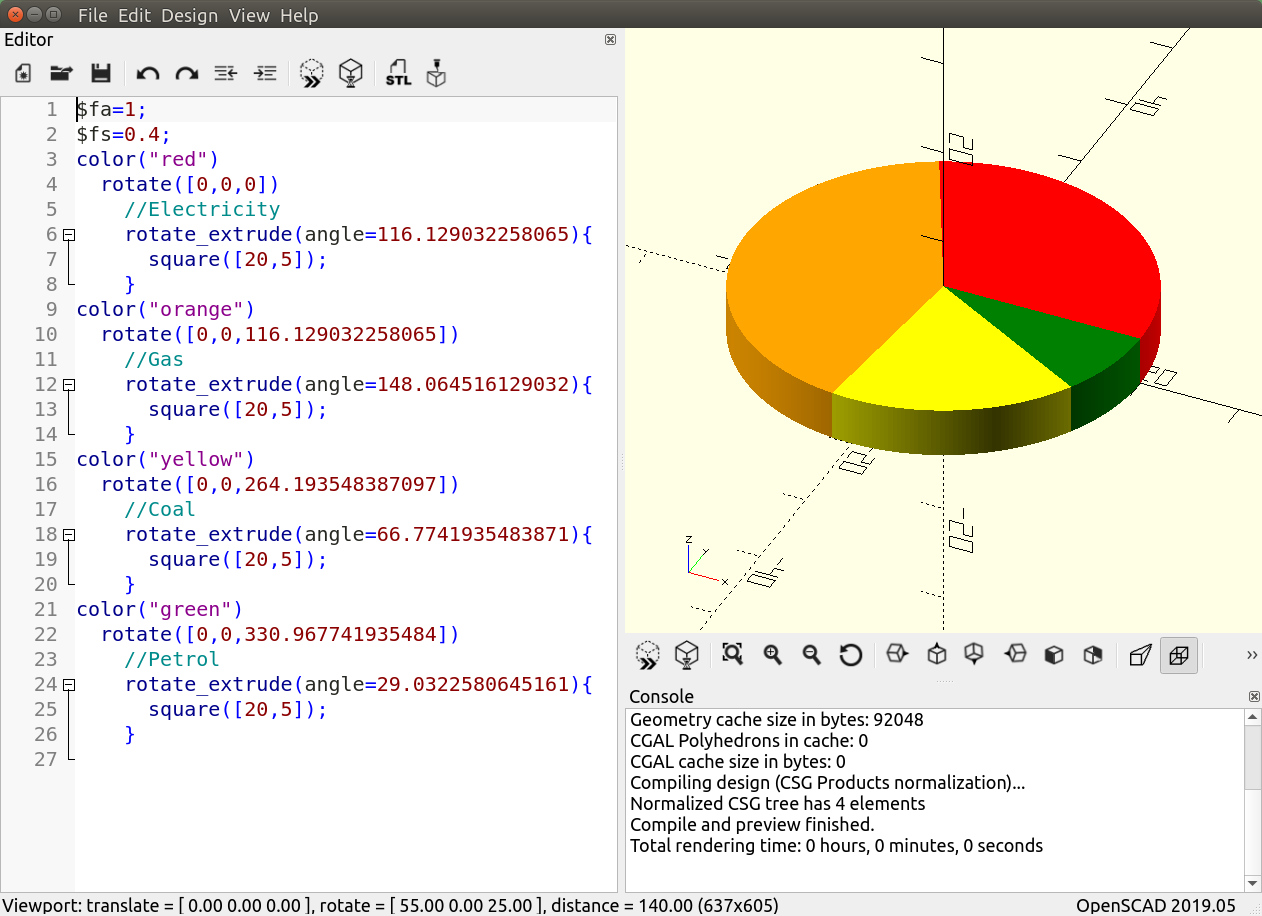 File Edit Design View Help
Editor
STL
1 $fa=1;
2 $fs=0.4;
3 color("red")
4 rotate([0,0,0])
5 //Electricity
6 rotate_extrude(angle=116.129032258065){
7 square([20,5]);
8 }
9 color("orange")
10 rotate([0,0,116.129032258065])
11 //Gas
12 rotate_extrude(angle=148.064516129032){
13 square([20,5]);
14 }
15 color("yellow")
16 rotate([0,0,264.193548387097])
17 //Coal
18 rotate_extrude(angle=66.7741935483871){
19 square([20,5]);
20 }
21 color("green")
22 rotate([0,0,330.967741935484])
23 //Petrol
24 rotate_extrude(angle=29.0322580645161){
25 square([20,5]);
26 }
27
z
y
x
Console
Geometry cache size in bytes: 92048
CGAL Polyhedrons in cache: 0
CGAL cache size in bytes: 0
Compiling design (CSG Products normalization)...
Normalized CSG tree has 4 elements
Compile and preview finished.
Total rendering time: 0 hours, 0 minutes, 0 seconds
Viewport: translate = [ 0.00 0.00 0.00 ], rotate = [ 55.00 0.00 25.00 ], distance = 140.00 (637x605)
OpenSCAD 2019.05